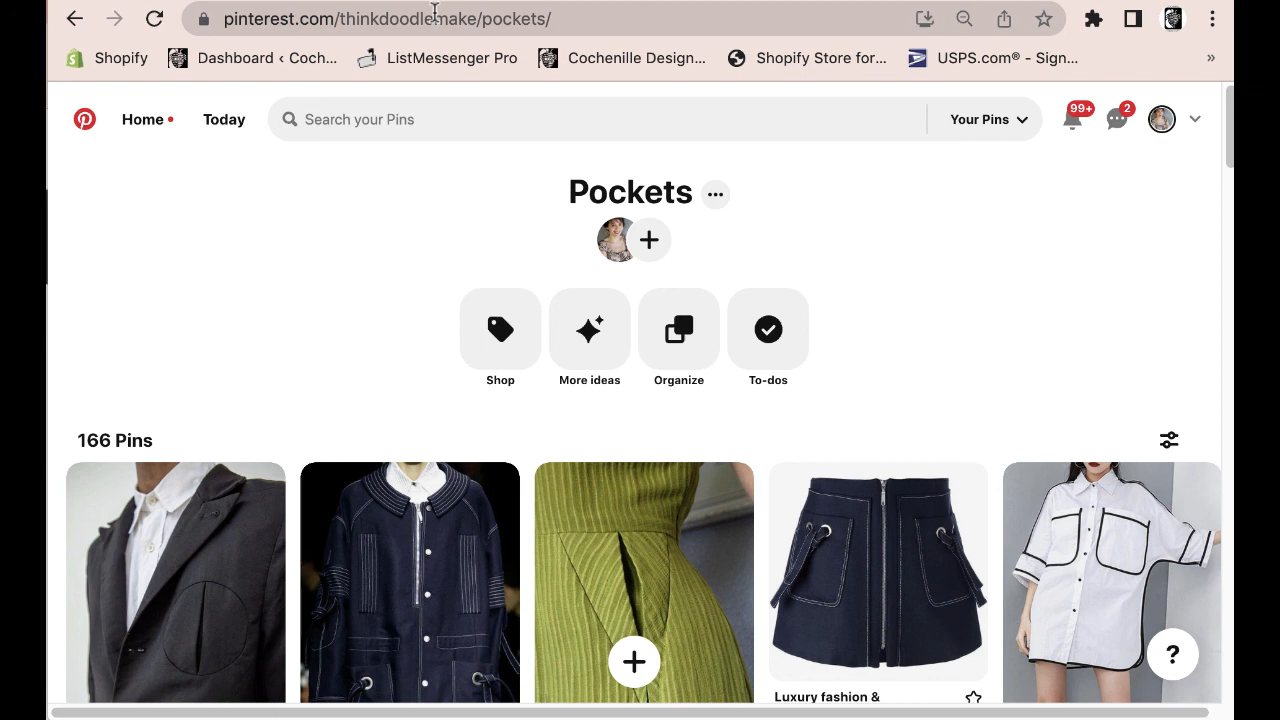 pinterest.com/thinkdoodlemake/pockets/
Shopify
Dashboard ‹ Coch...
ListMessenger Pro
Cochenille Design...
Shopify Store for...
USPS.com® - Sign...
»
Home
Today
Search your Pins
Your Pins
99+
2
Pockets
Shop
More ideas
Organize
To-dos
166 Pins
Luxury fashion &
?